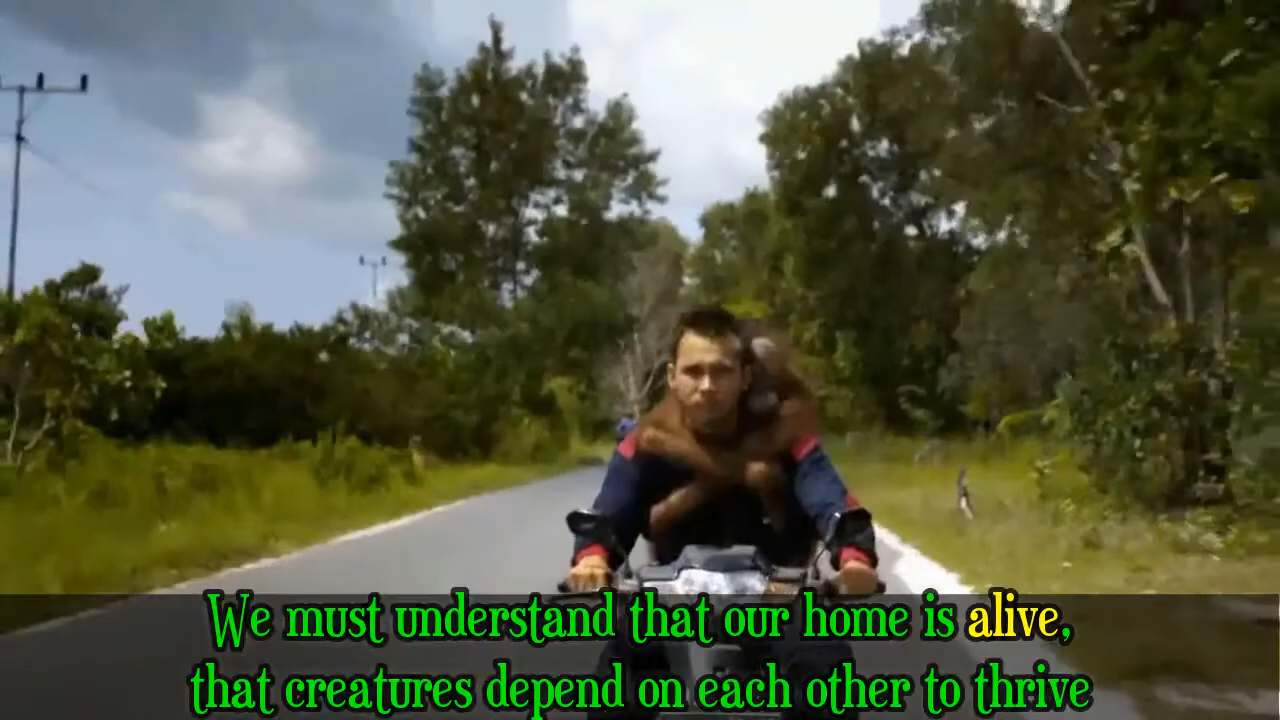 We must understand that our home is alive,
that creatures depend on each other to thrive